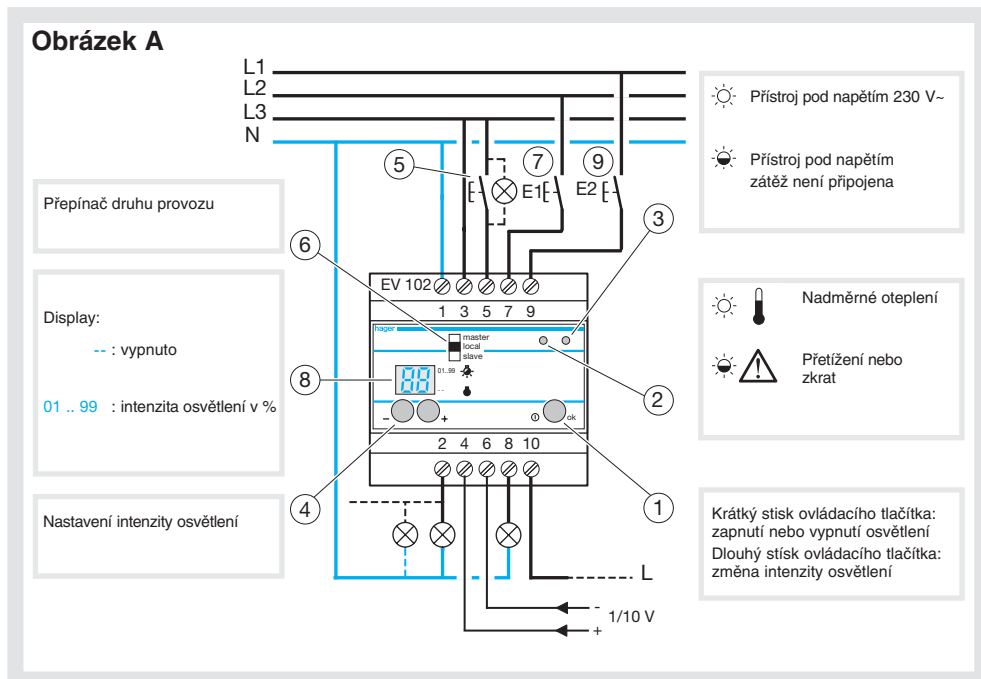 Obrázek A
L1
L2
L3
N
5
7
9
E1
E2
3
6
EV 102
1 3 5 7 9
hager
master
local
slave
01..99
- -
88
8
2
- +
ok
2 4 6 8 10
4
1
L
-
1/10 V
+
Přepínač druhu provozu
Display:
-- : vypnuto
01 .. 99 : intenzita osvětlení v %
Nastavení intenzity osvětlení
Přístroj pod napětím 230 V~
Přístroj pod napětím
zátěž není připojena
Nadměrné oteplení
Přetížení nebo
zkrat
Krátký stisk ovládacího tlačítka:
zapnutí nebo vypnutí osvětlení
Dlouhý stísk ovládacího tlačítka:
změna intenzity osvětlení